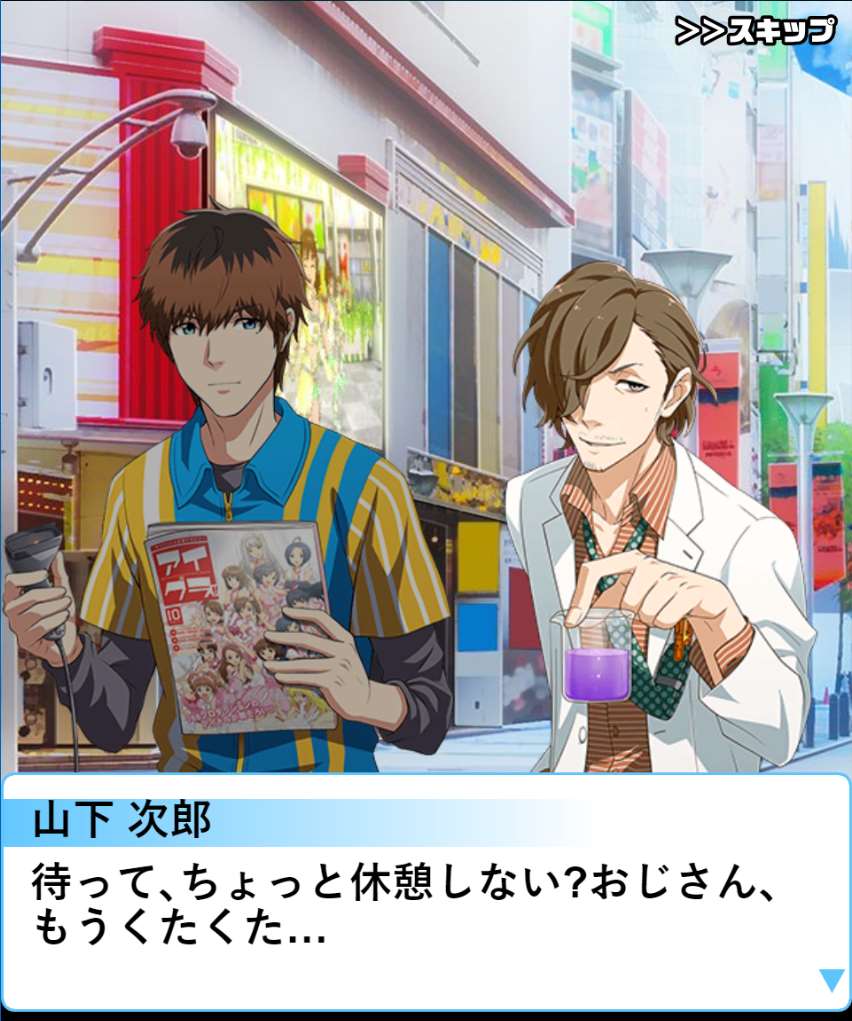 >>スキップ
アイ
グラ
10
山下 次郎
待って、ちょっと休憩しない?おじさん、
もうくたくた…